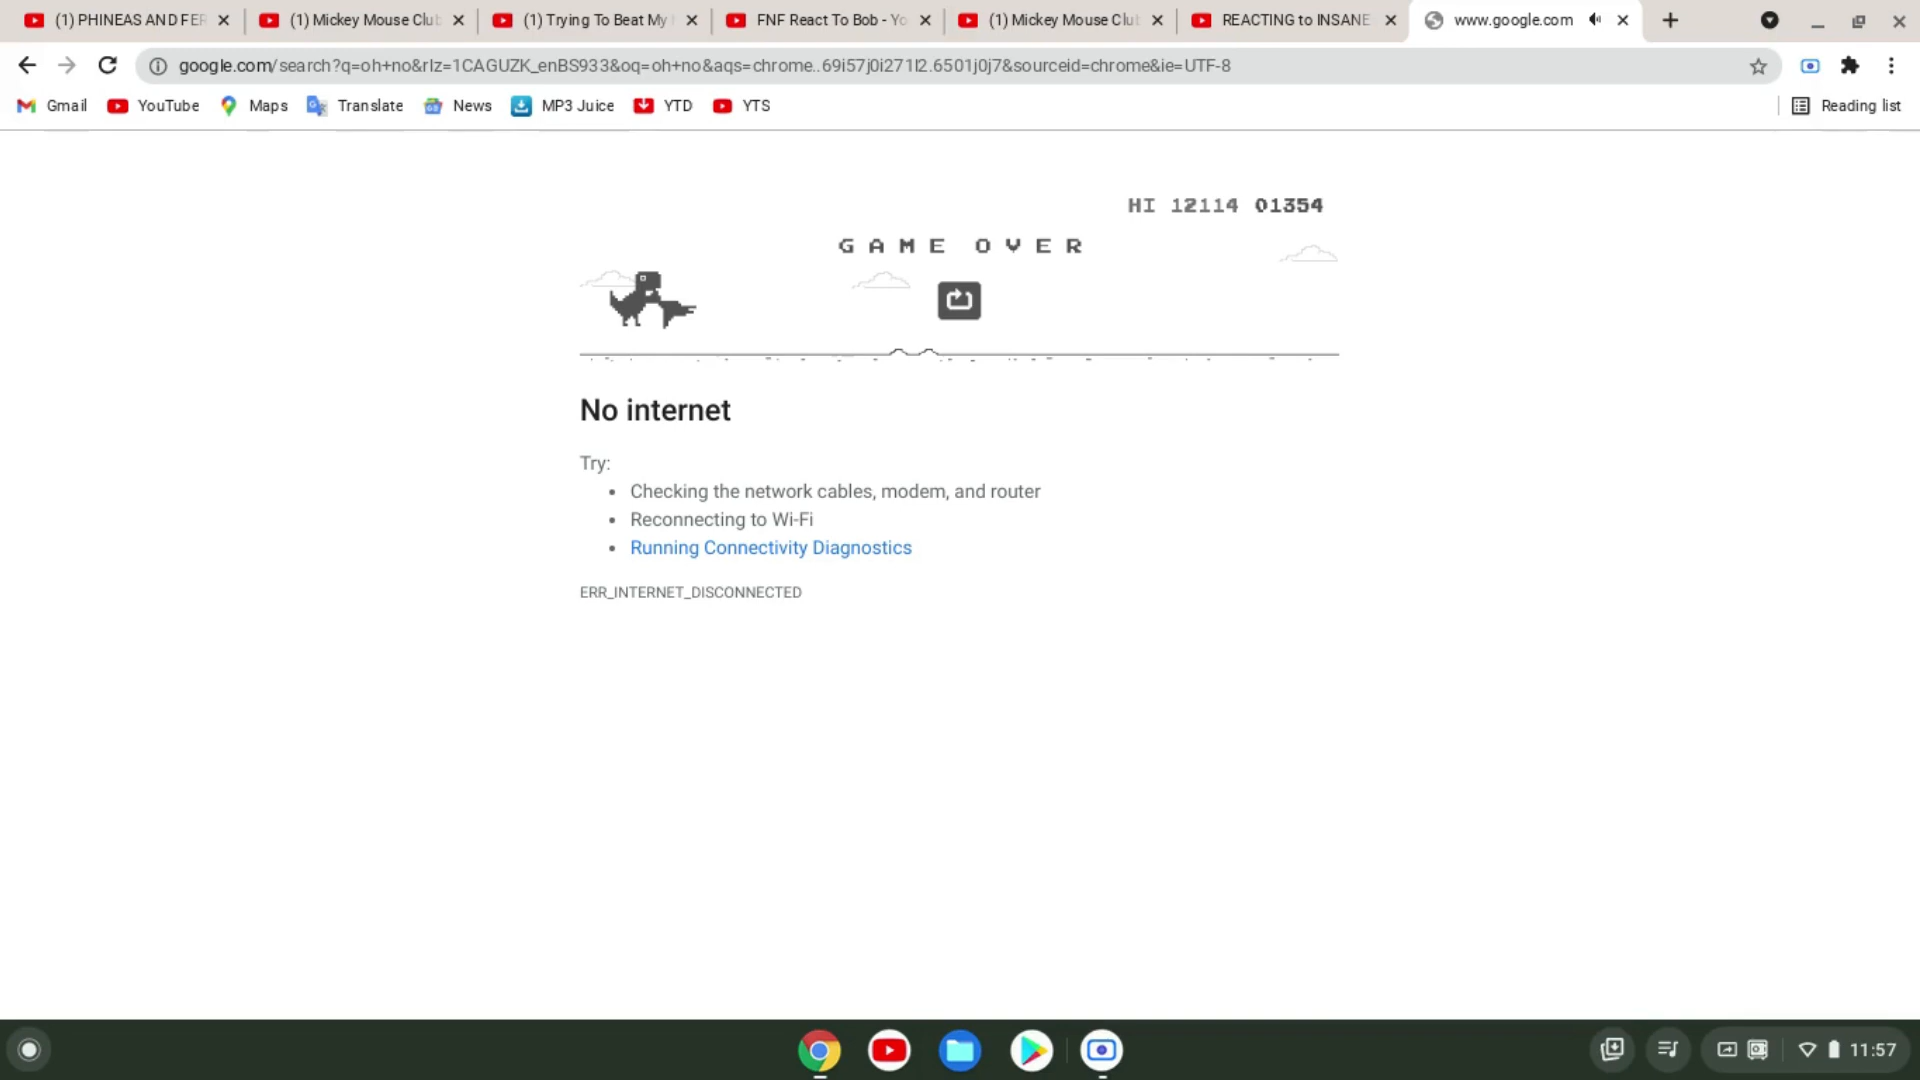 (1) PHINEAS AND FER
(1) Mickey Mouse Club
(1) Trying To Beat My
FNF React To Bob - Yo
(1) Mickey Mouse Club
REACTING to INSANE
www.google.com
google.com/search?q=oh+no&rlz=1CAGUZK_enBS933&oq=oh+no&aqs=chrome..69i57j0i271l2.6501j0j7&sourceid=chrome&ie=UTF-8
Gmail YouTube Maps Translate News MP3 Juice YTD YTS Reading list
HI 12114 01354
GAME OVER
No internet
Try:
• Checking the network cables, modem, and router
• Reconnecting to Wi-Fi
• Running Connectivity Diagnostics
ERR_INTERNET_DISCONNECTED
11:57